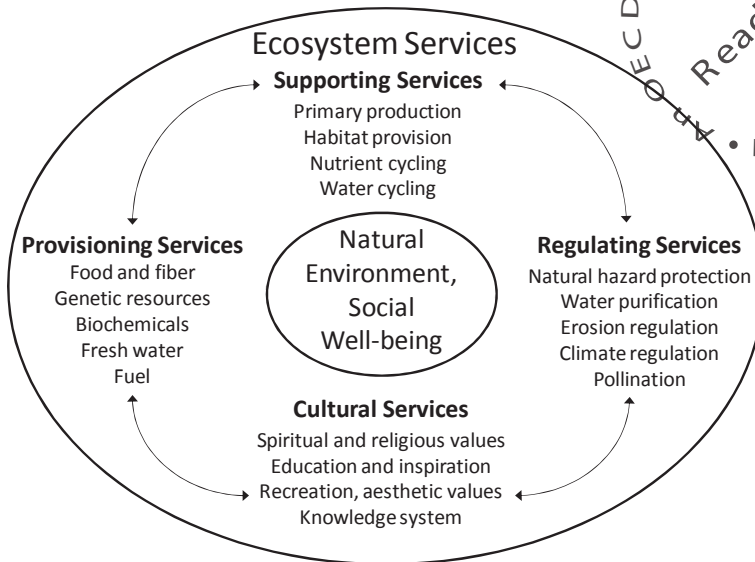 Ecosystem Services
Supporting Services
Primary production
Habitat provision
Nutrient cycling
Water cycling
Provisioning Services
Food and fiber
Genetic resources
Biochemicals
Fresh water
Fuel
Natural
Environment,
Social
Well-being
Regulating Services
Natural hazard protection
Water purification
Erosion regulation
Climate regulation
Pollination
Cultural Services
Spiritual and religious values
Education and inspiration
Recreation, aesthetic values
Knowledge system
An OECD